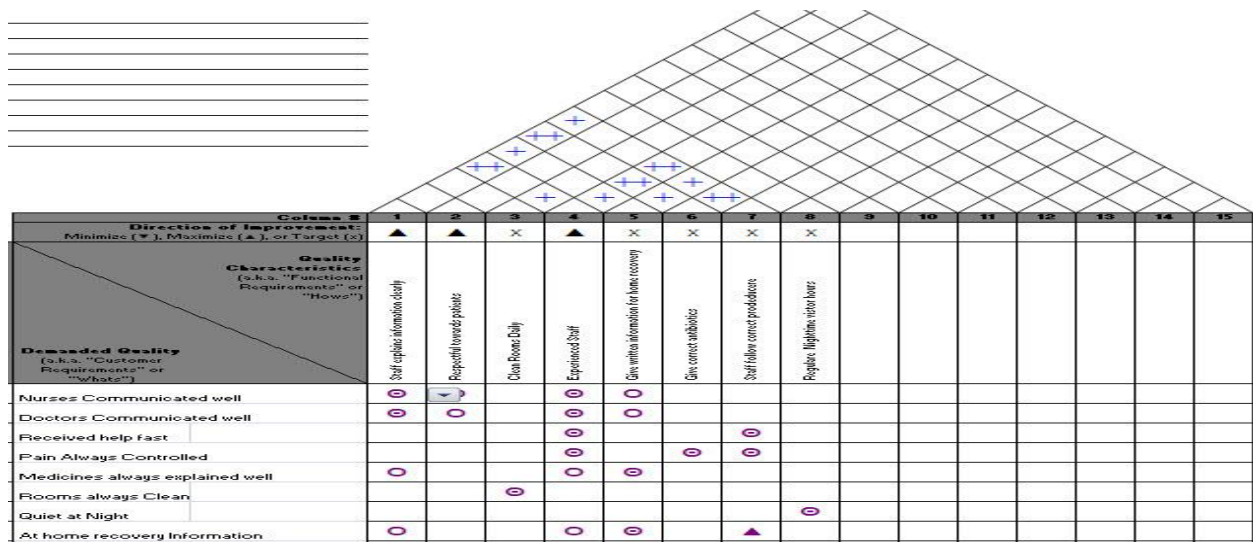 Column #
1 2 3 4 5 6 7 8 9 10 11 12 13 14 15
Direction of Improvement:
Minimize (▼), Maximize (▲), or Target (x)
▲ ▲ x ▲ x x x x
Quality
Characteristics
(a.k.a. "Functional
Requirements" or
"Hows")
Demanded Quality
(a.k.a. "Customer
Requirements" or
"Whats")
Staff explains information clearly
Respectful towards patients
Clean Rooms Daily
Experienced Staff
Give written information for home recovery
Give correct antibiotics
Staff follow correct
Nighttime vistor hours
Nurses Communicated well
Doctors Communicated well
Received help fast
Pain Always Controlled
Medicines always explained well
Rooms always Clean
Quiet at Night
At home recovery Information